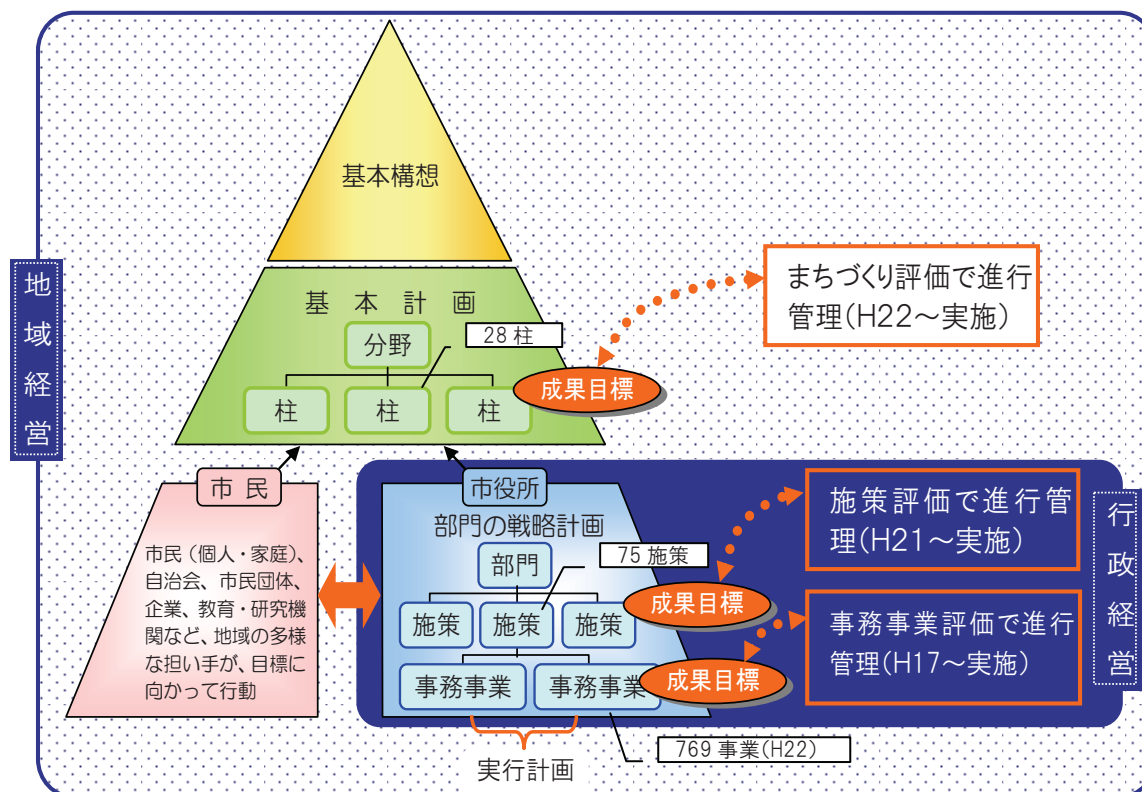 基本構想
地域経営
基本計画
分野
28 柱
柱
柱
柱
成果目標
まちづくり評価で進行
管理(H22～実施)
市 民
市民（個人・家庭）、
自治会、市民団体、
企業、教育・研究機
関など、地域の多様
な担い手が、目標に
向かって行動
市役所
部門の戦略計画
部門
75 施策
施策
施策
施策
成果目標
施策評価で進行管
理(H21～実施)
事務事業
事務事業
成果目標
事務事業評価で進行
管理(H17～実施)
行政経営
769 事業(H22)
実行計画